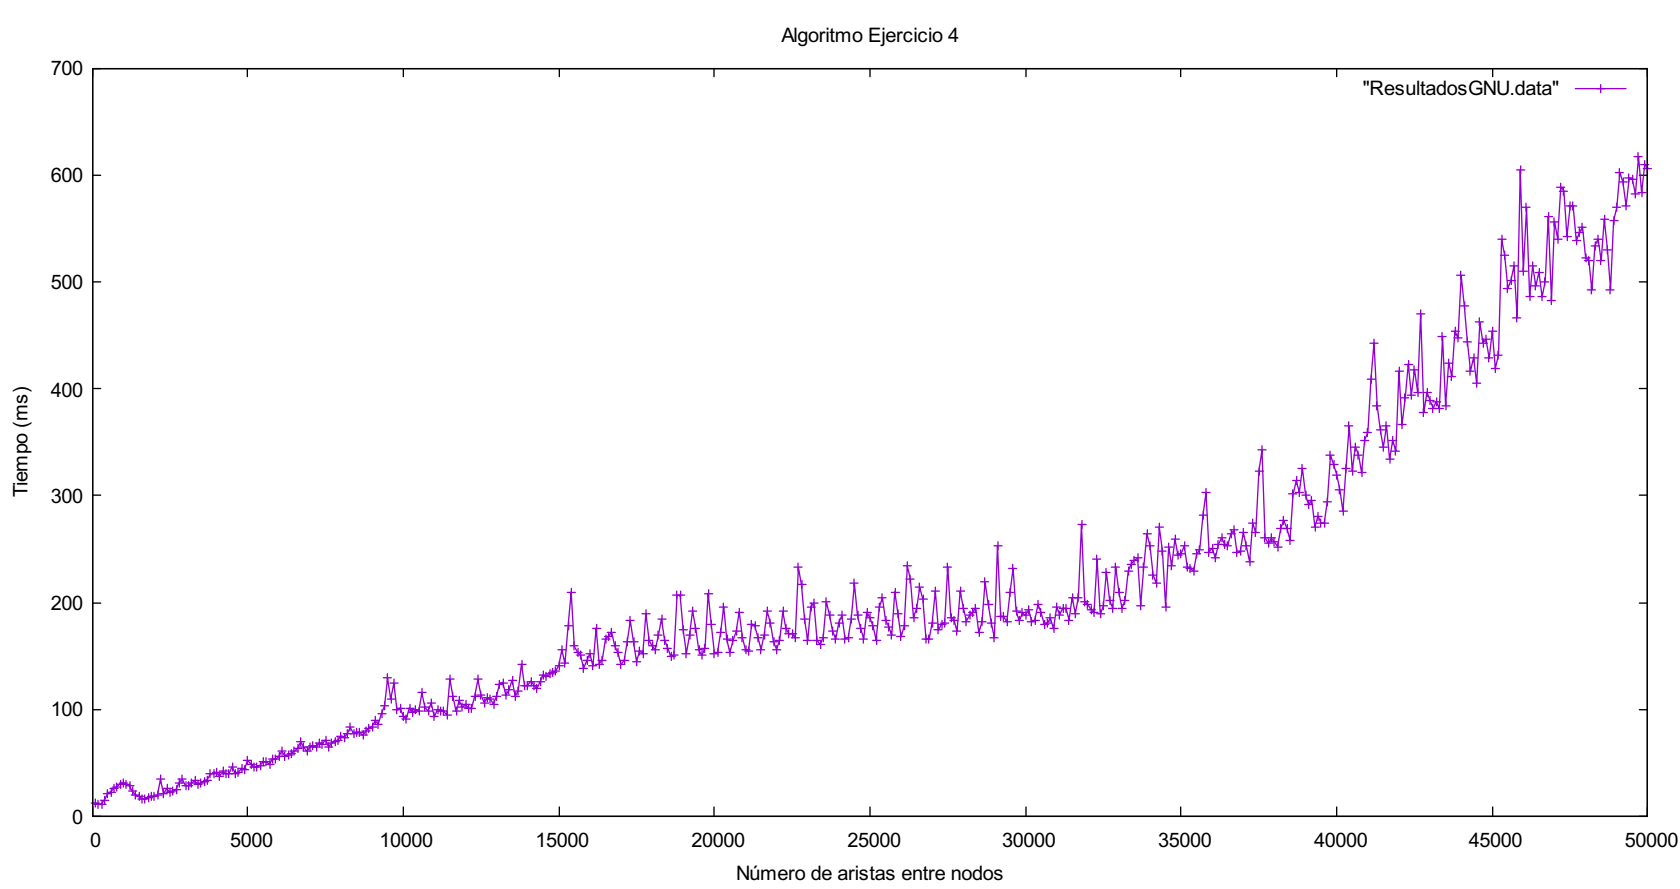 Algoritmo Ejercicio 4
"ResultadosGNU.data"
700
600
500
400
300
200
100
0
Tiempo (ms)
0 5000 10000 15000 20000 25000 30000 35000 40000 45000 50000
Número de aristas entre nodos